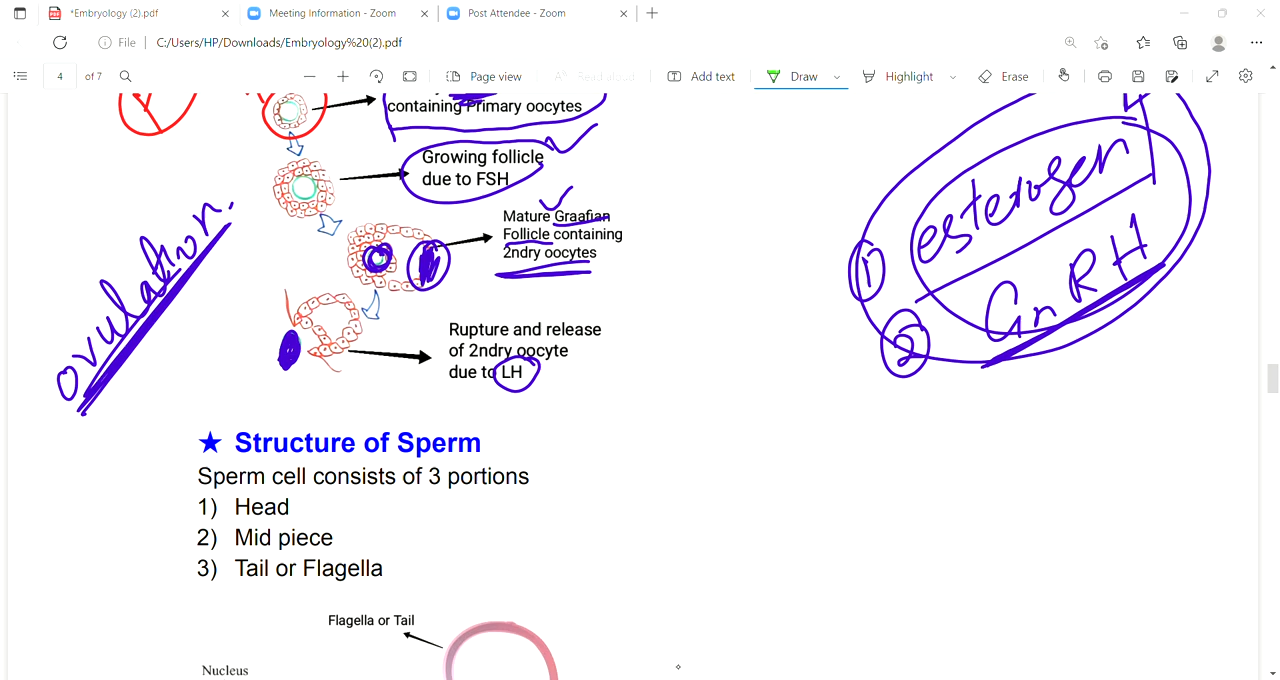 *Embryology (2).pdf
Meeting Information - Zoom
Post Attendee - Zoom
File
C:/Users/HP/Downloads/Embryology%20(2).pdf
4 of 7
Page view
Read aloud
Add text
Draw
Highlight
Erase
containing Primary oocytes
Growing follicle
due to FSH
Mature Graafian
Follicle containing
2ndry oocytes
Rupture and release
of 2ndry oocyte
due to LH
ovulation.
① esterogen
② GnRH
★ Structure of Sperm
Sperm cell consists of 3 portions
1) Head
2) Mid piece
3) Tail or Flagella
Flagella or Tail
Nucleus